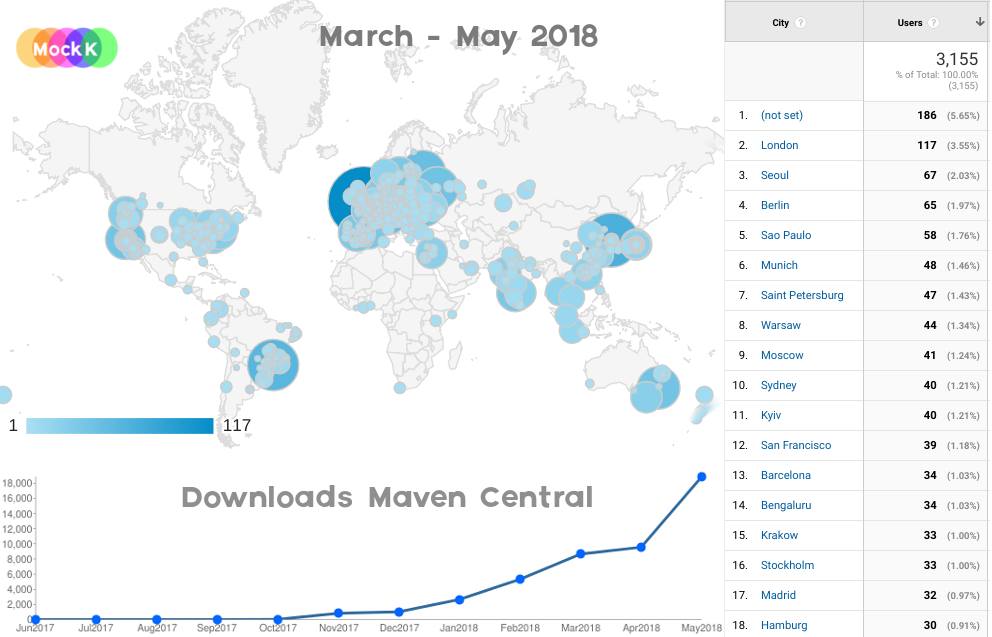 MockK
March - May 2018
1 117
Downloads Maven Central
18,000
16,000
14,000
12,000
10,000
8,000
6,000
4,000
2,000
0
Jun2017 Jul2017 Aug2017 Sep2017 Oct2017 Nov2017 Dec2017 Jan2018 Feb2018 Mar2018 Apr2018 May2018
City ? Users ?
3,155
% of Total: 100.00%
(3,155)
1. (not set) 186 (5.65%)
2. London 117 (3.55%)
3. Seoul 67 (2.03%)
4. Berlin 65 (1.97%)
5. Sao Paulo 58 (1.76%)
6. Munich 48 (1.46%)
7. Saint Petersburg 47 (1.43%)
8. Warsaw 44 (1.34%)
9. Moscow 41 (1.24%)
10. Sydney 40 (1.21%)
11. Kyiv 40 (1.21%)
12. San Francisco 39 (1.18%)
13. Barcelona 34 (1.03%)
14. Bengaluru 34 (1.03%)
15. Krakow 33 (1.00%)
16. Stockholm 33 (1.00%)
17. Madrid 32 (0.97%)
18. Hamburg 30 (0.91%)